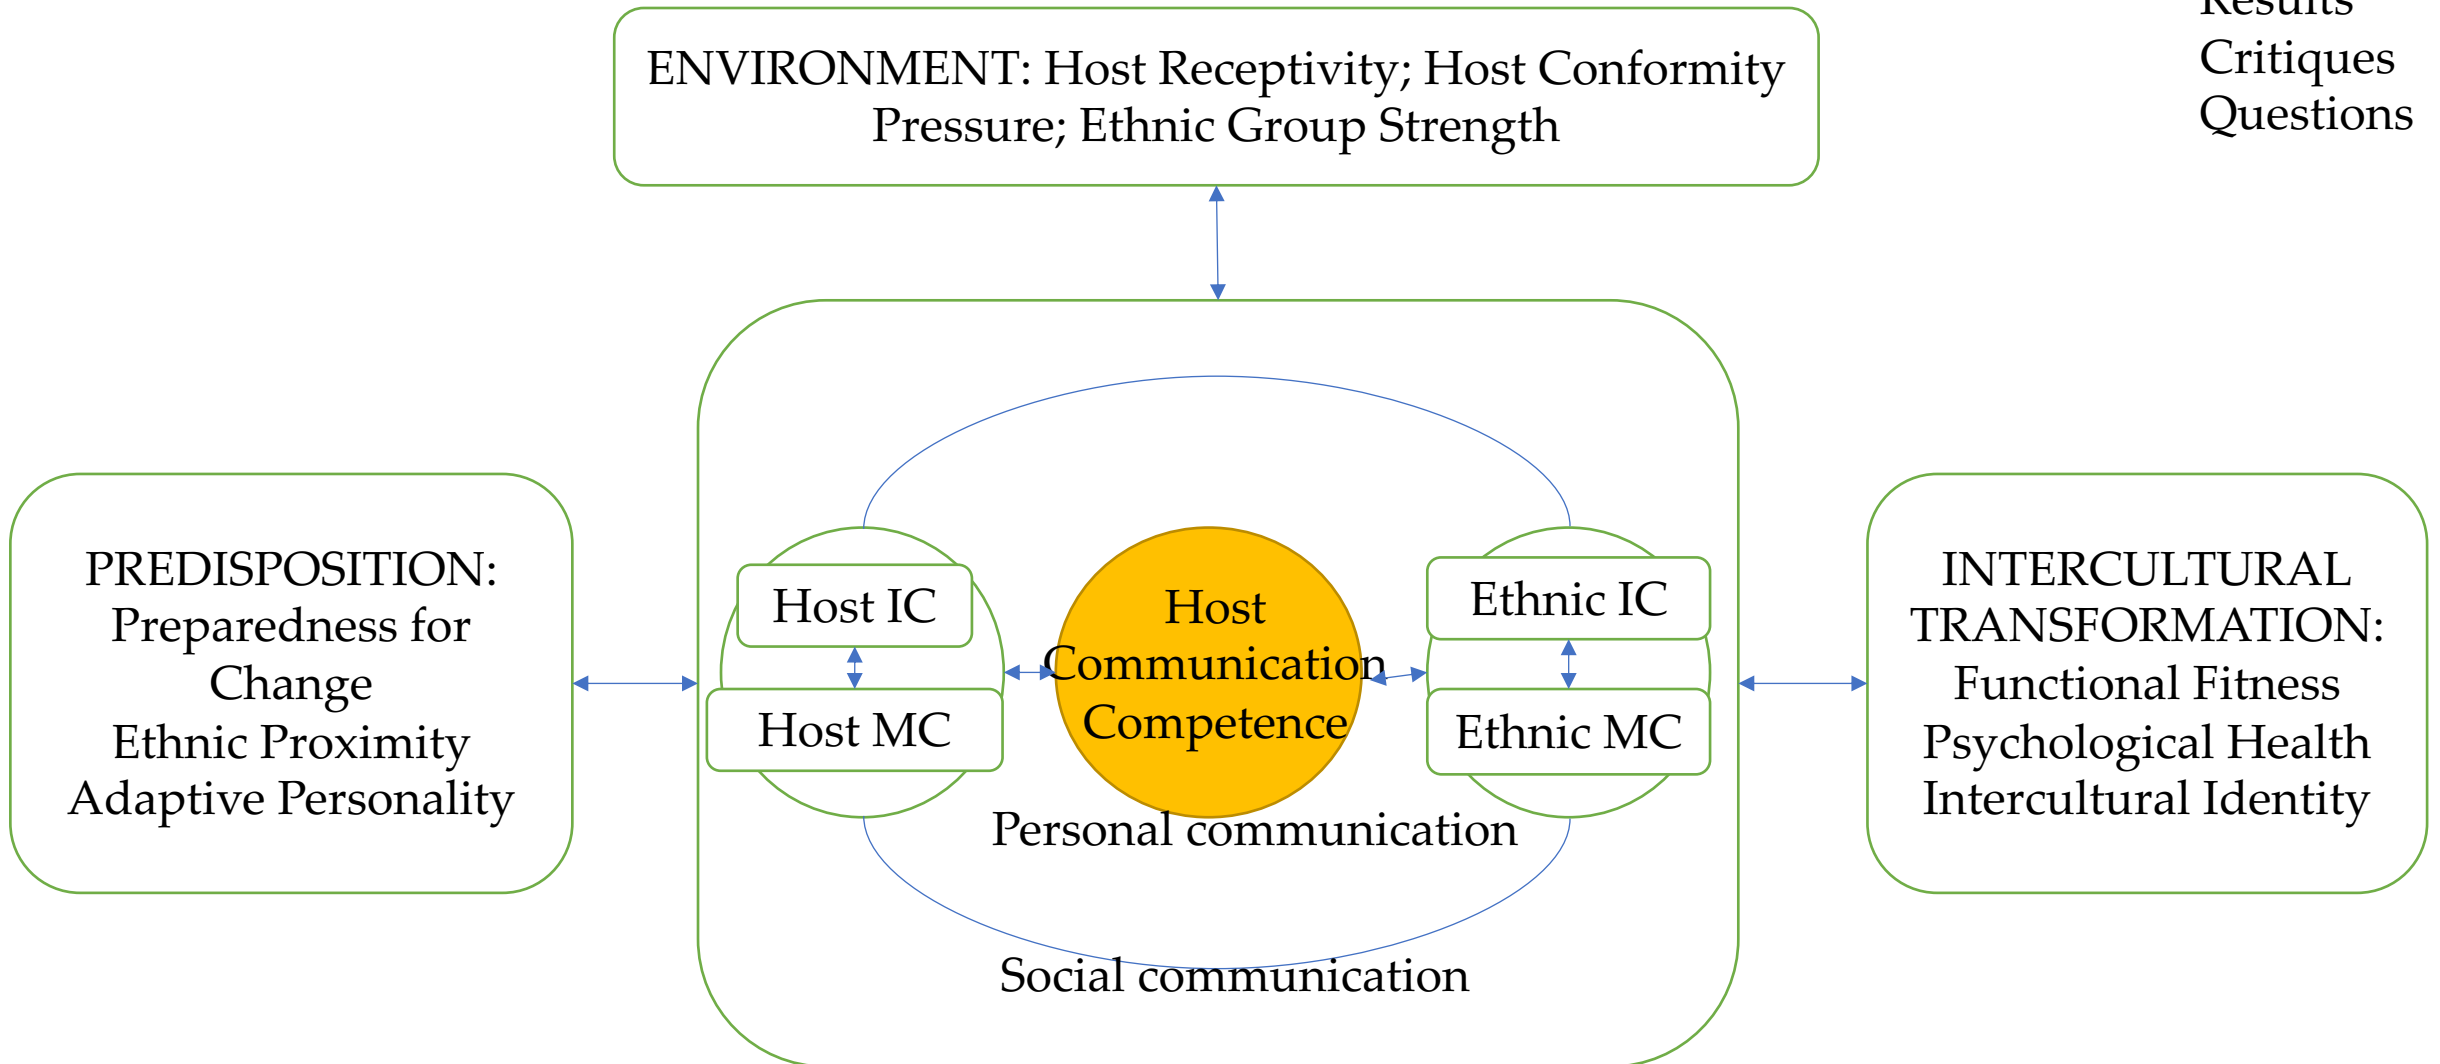 Results
Critiques
Questions
ENVIRONMENT: Host Receptivity; Host Conformity
Pressure; Ethnic Group Strength
PREDISPOSITION:
Preparedness for
Change
Ethnic Proximity
Adaptive Personality
Host IC
Host MC
Host
Communication
Competence
Ethnic IC
Ethnic MC
Personal communication
Social communication
INTERCULTURAL
TRANSFORMATION:
Functional Fitness
Psychological Health
Intercultural Identity